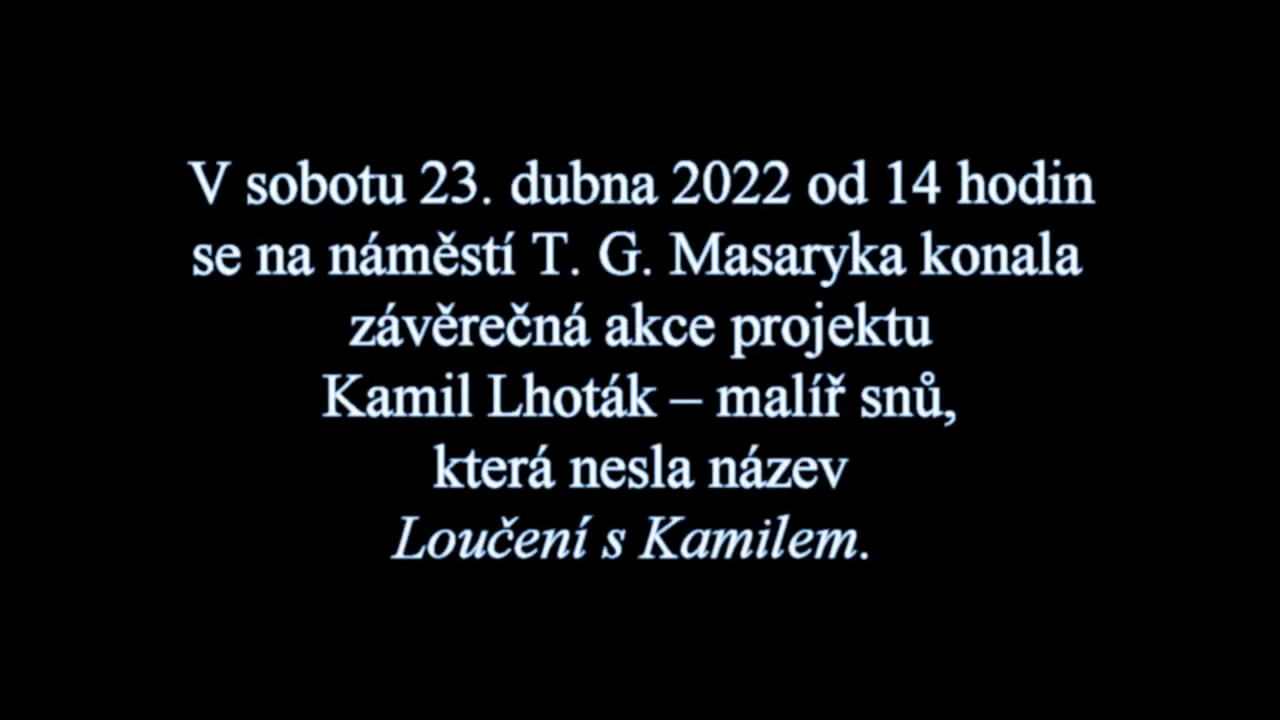 V sobotu 23. dubna 2022 od 14 hodin
se na náměstí T. G. Masaryka konala
závěrečná akce projektu
Kamil Lhoták – malíř snů,
která nesla název
Loučení s Kamilem.